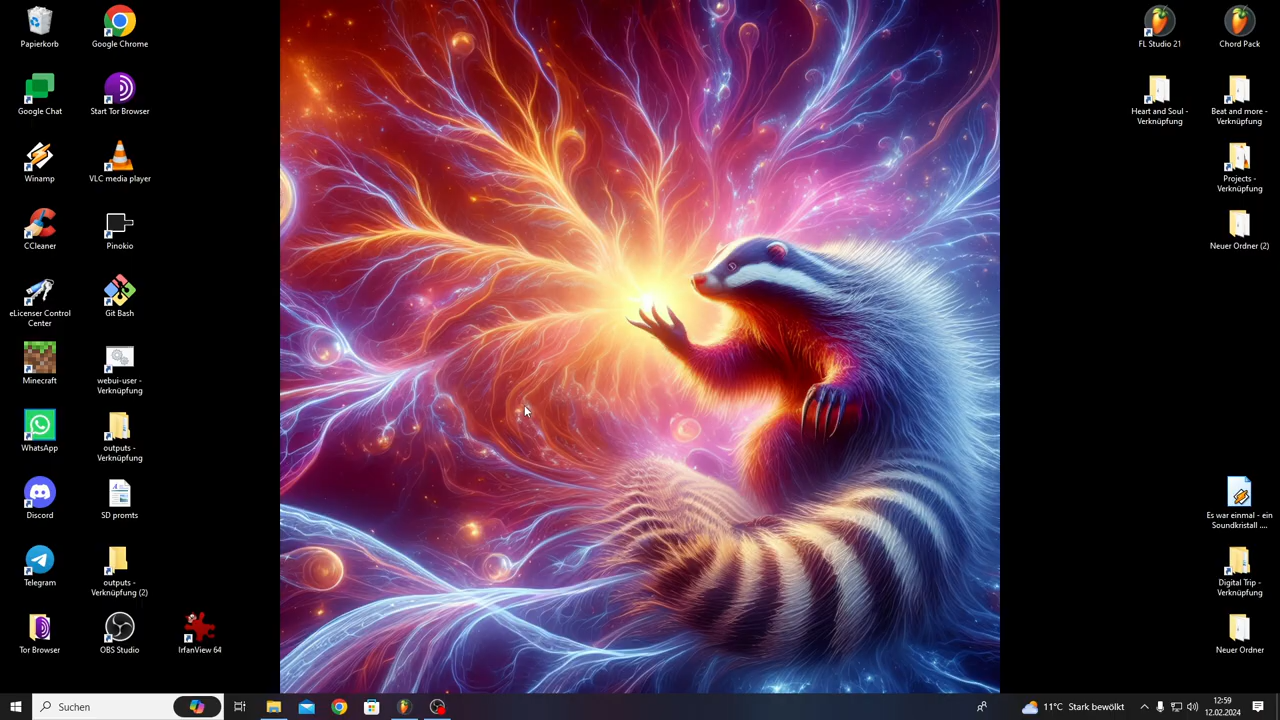 Papierkorb
Google Chrome
Google Chat
Start Tor Browser
Winamp
VLC media player
CCleaner
Pinokio
eLicenser Control
Center
Git Bash
Minecraft
webui-user -
Verknüpfung
WhatsApp
outputs -
Verknüpfung
Discord
SD promts
Telegram
outputs -
Verknüpfung (2)
Tor Browser
OBS Studio
IrfanView 64
FL Studio 21
Chord Pack
Heart and Soul -
Verknüpfung
Beat and more -
Verknüpfung
Projects -
Verknüpfung
Neuer Ordner (2)
Es war einmal - ein
Soundkristall ....
Digital Trip -
Verknüpfung
Neuer Ordner
Suchen
11°C Stark bewölkt
12:59
12.02.2024